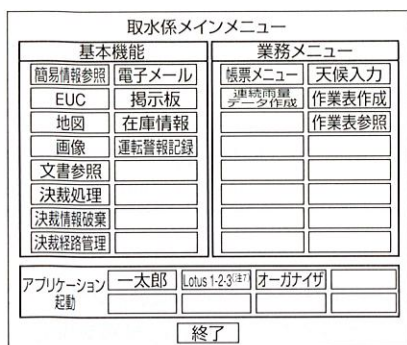 取水係メインメニュー
基本機能
簡易情報参照 電子メール
EUC 掲示板
地図 在庫情報
画像 運転警報記録
文書参照
決裁処理
決裁情報破棄
決裁経路管理
業務メニュー
帳票メニュー 天候入力
連続雨量データ作成 作業表作成
作業表参照
アプリケーション起動 一太郎 Lotus 1-2-3(注7) オーガナイザ
終了